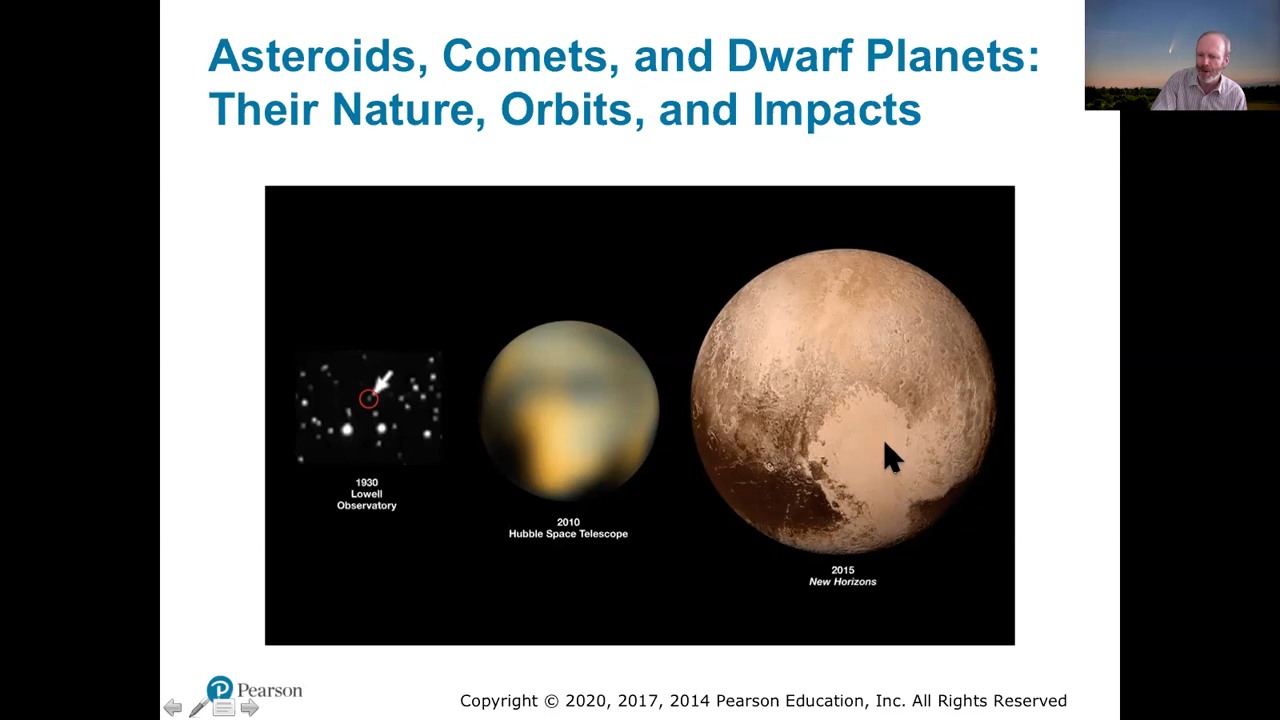 Asteroids, Comets, and Dwarf Planets:
Their Nature, Orbits, and Impacts
1930
Lowell
Observatory
2010
Hubble Space Telescope
2015
New Horizons
Pearson
Copyright © 2020, 2017, 2014 Pearson Education, Inc. All Rights Reserved